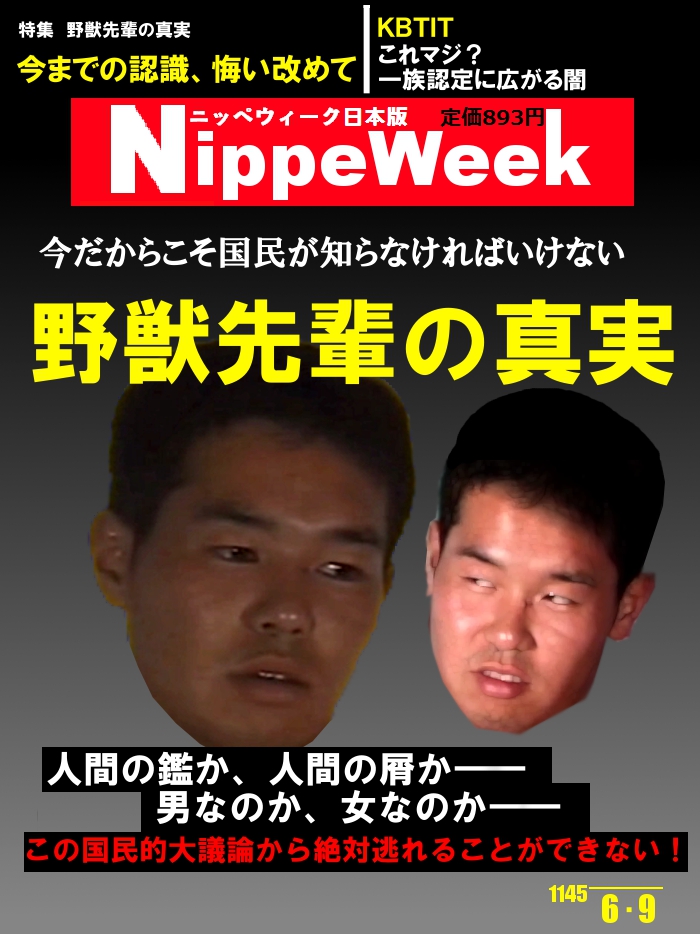 特集 野獣先輩の真実
今までの認識、悔い改めて
KBTIT
これマジ？
一族認定に広がる闇
ニッペウィーク日本版 定価893円
NippeWeek
今だからこそ国民が知らなければいけない
野獣先輩の真実
人間の鑑か、人間の屑か――
男なのか、女なのか――
この国民的大議論から絶対逃れることができない！
1145
6・9